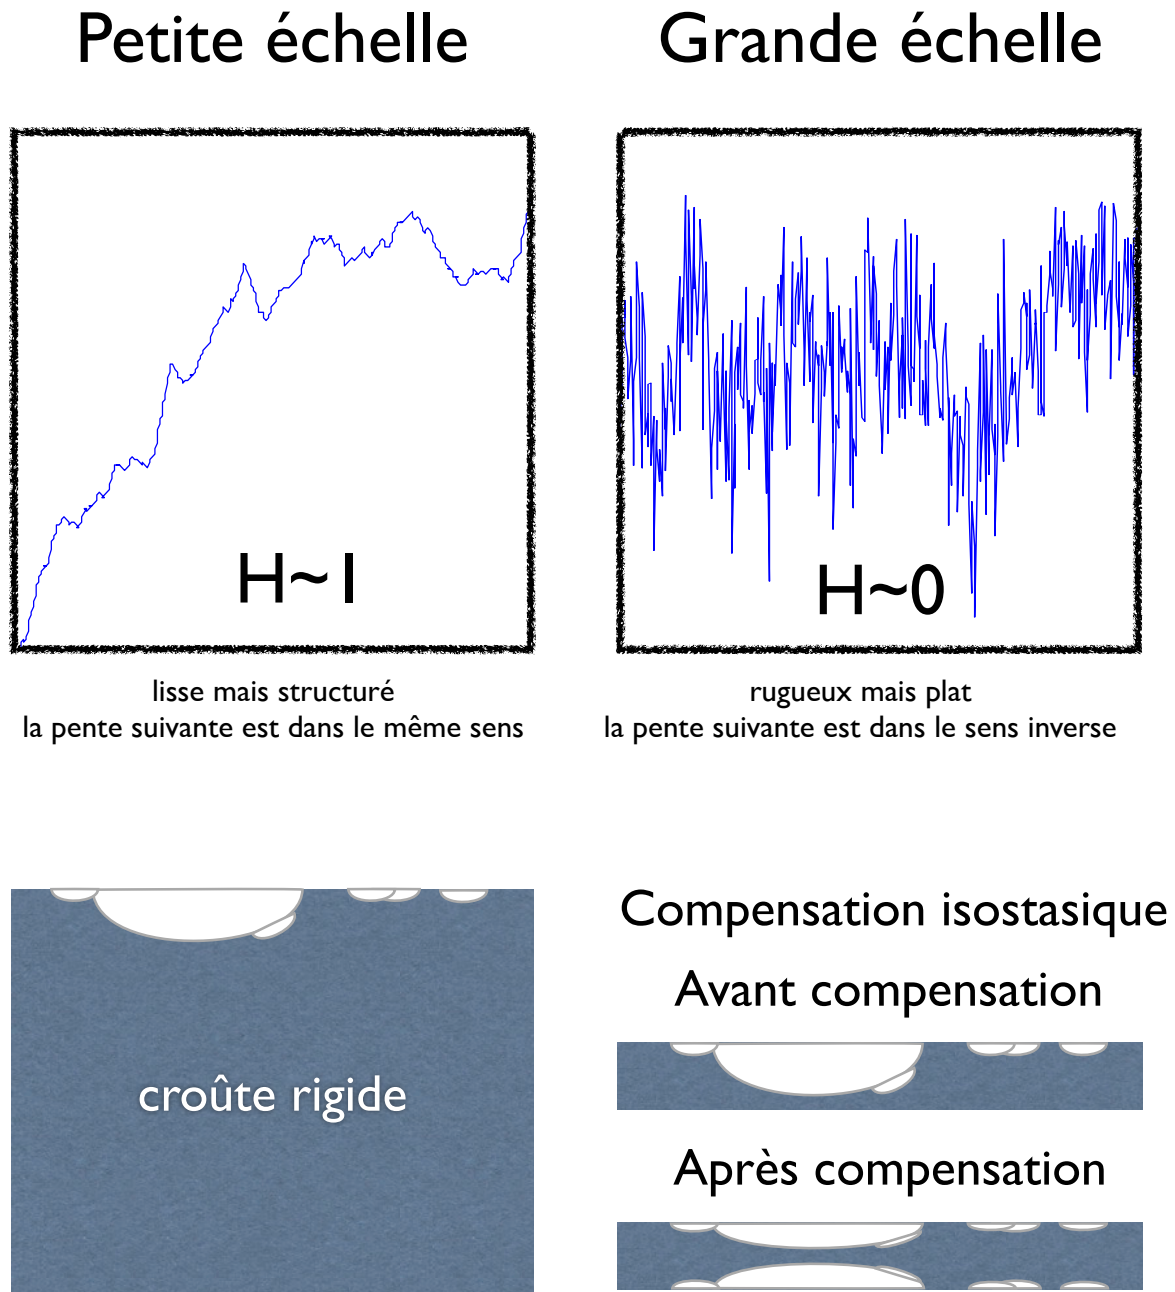 Petite échelle
Grande échelle
H~1
H~0
lisse mais structuré
la pente suivante est dans le même sens
rugueux mais plat
la pente suivante est dans le sens inverse
croûte rigide
Compensation isostasique
Avant compensation
Après compensation